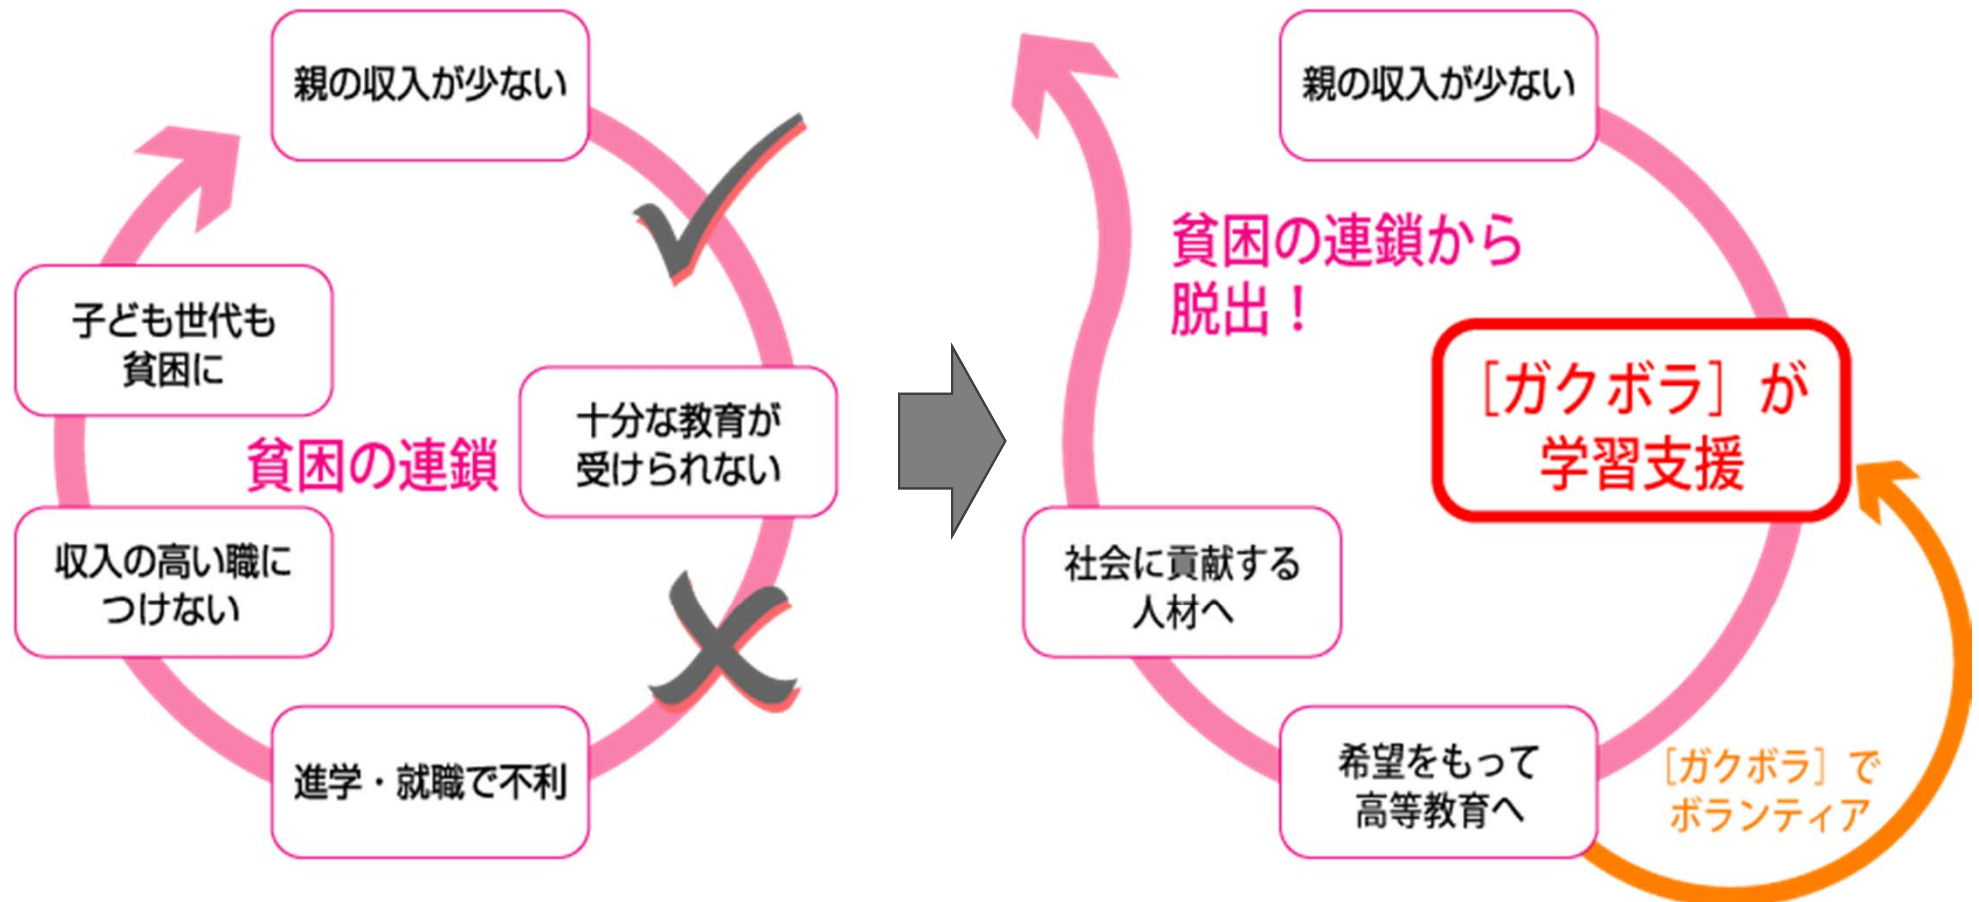 親の収入が少ない
十分な教育が
受けられない
進学・就職で不利
収入の高い職に
つけない
子ども世代も
貧困に
貧困の連鎖
親の収入が少ない
[ガクボラ] が
学習支援
希望をもって
高等教育へ
社会に貢献する
人材へ
貧困の連鎖から
脱出！
[ガクボラ] で
ボランティア